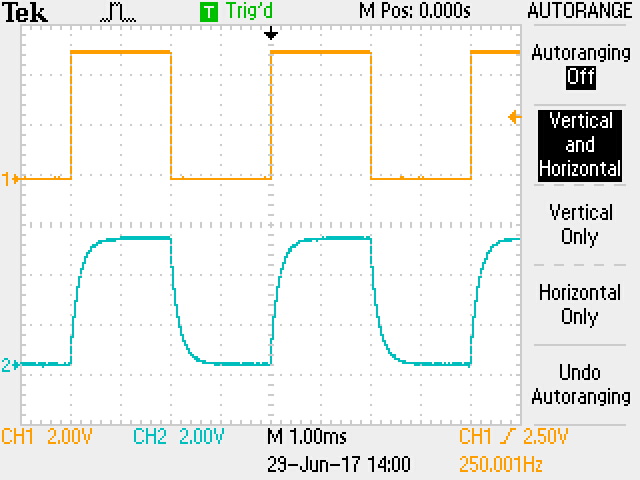 Tek T Trig'd M Pos: 0.000s AUTORANGE
Autoranging
Off
Vertical
and
Horizontal
Vertical
Only
Horizontal
Only
Undo
Autoranging
1
2
CH1 2.00V CH2 2.00V M 1.00ms CH1 2.50V
29-Jun-17 14:00 250.001Hz